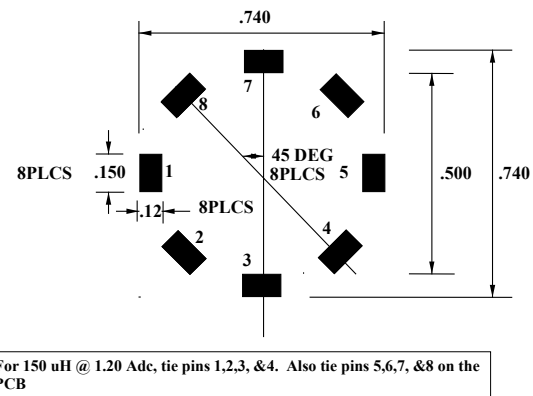 .740
7
8
6
45 DEG
8PLCS
8PLCS
.150
1
5
.500
.740
.12
8PLCS
2
4
3
For 150 uH @ 1.20 Adc, tie pins 1,2,3, &4. Also tie pins 5,6,7, &8 on the
PCB